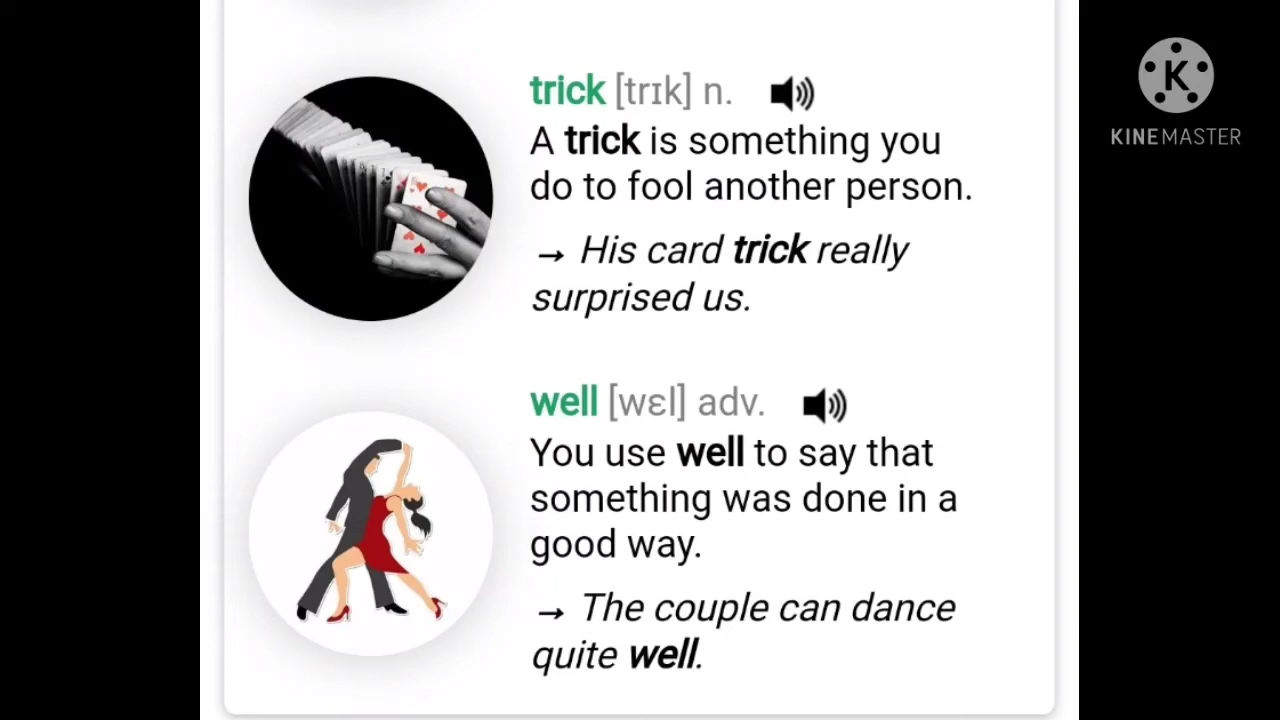 trick [trɪk] n.
A trick is something you
do to fool another person.
→ His card trick really
surprised us.
well [wɛl] adv.
You use well to say that
something was done in a
good way.
→ The couple can dance
quite well.
K
KINEMASTER